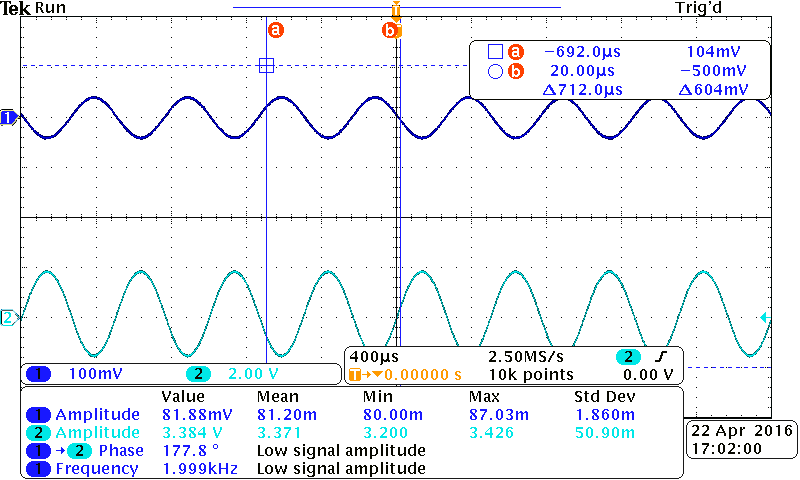 Tek Run Trig'd
T
a b
a −692.0µs 104mV
b 20.00µs −500mV
Δ712.0µs Δ604mV
1
2
1 100mV 2 2.00 V
400µs 2.50MS/s 2
T→▼0.00000 s 10k points 0.00 V
Value Mean Min Max Std Dev
1 Amplitude 81.88mV 81.20m 80.00m 87.03m 1.860m
2 Amplitude 3.384 V 3.371 3.200 3.426 50.90m
1 → 2 Phase 177.8 ° Low signal amplitude
1 Frequency 1.999kHz Low signal amplitude
22 Apr 2016
17:02:00